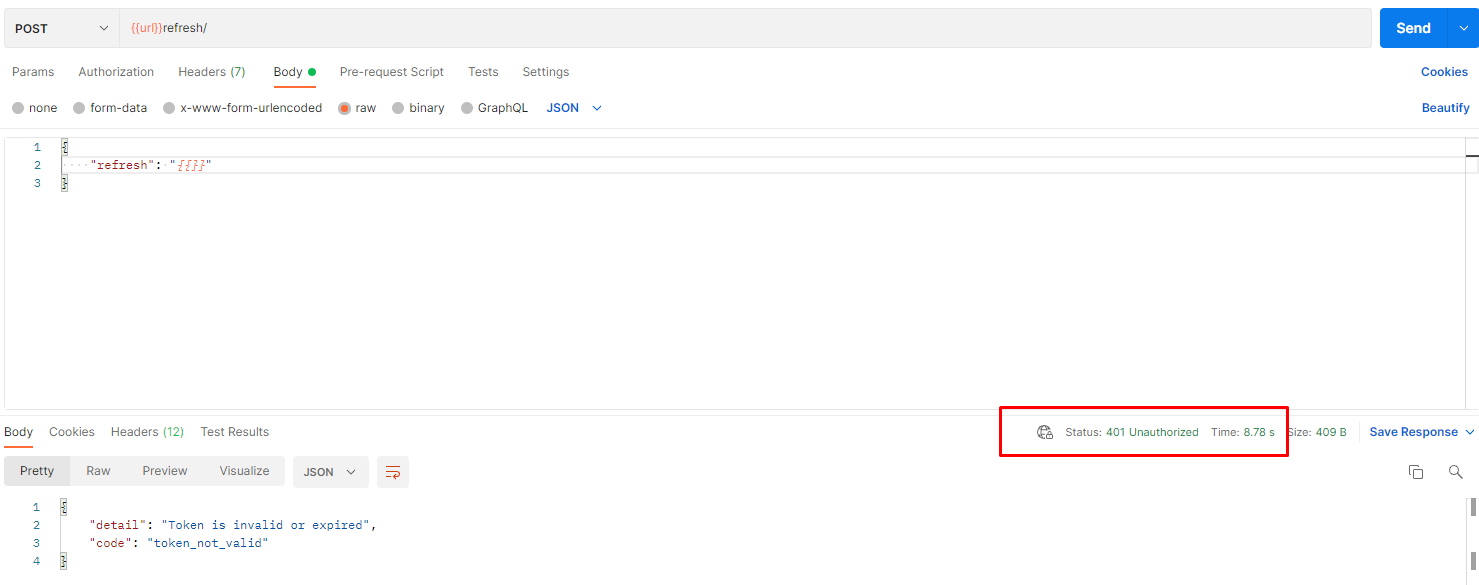 POST {{url}}refresh/ Send
Params Authorization Headers (7) Body Pre-request Script Tests Settings Cookies
none form-data x-www-form-urlencoded raw binary GraphQL JSON Beautify
1 {
2 "refresh": "{{}}"
3 }
Body Cookies Headers (12) Test Results Status: 401 Unauthorized Time: 8.78 s Size: 409 B Save Response
Pretty Raw Preview Visualize JSON
1 {
2 "detail": "Token is invalid or expired",
3 "code": "token_not_valid"
4 }